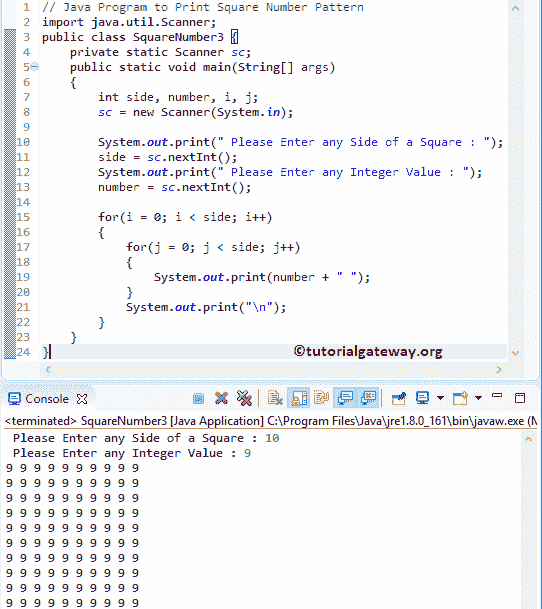 1 // Java Program to Print Square Number Pattern
2 import java.util.Scanner;
3 public class SquareNumber3 {
4 private static Scanner sc;
5 public static void main(String[] args)
6 {
7 int side, number, i, j;
8 sc = new Scanner(System.in);
9
10 System.out.print(" Please Enter any Side of a Square : ");
11 side = sc.nextInt();
12 System.out.print(" Please Enter any Integer Value : ");
13 number = sc.nextInt();
14
15 for(i = 0; i < side; i++)
16 {
17 for(j = 0; j < side; j++)
18 {
19 System.out.print(number + " ");
20 }
21 System.out.print("\n");
22 }
23 }
24 }
©tutorialgateway.org
Console
<terminated> SquareNumber3 [Java Application] C:\Program Files\Java\jre1.8.0_161\bin\javaw.exe (M
Please Enter any Side of a Square : 10
Please Enter any Integer Value : 9
9 9 9 9 9 9 9 9 9 9
9 9 9 9 9 9 9 9 9 9
9 9 9 9 9 9 9 9 9 9
9 9 9 9 9 9 9 9 9 9
9 9 9 9 9 9 9 9 9 9
9 9 9 9 9 9 9 9 9 9
9 9 9 9 9 9 9 9 9 9
9 9 9 9 9 9 9 9 9 9
9 9 9 9 9 9 9 9 9 9
9 9 9 9 9 9 9 9 9 9